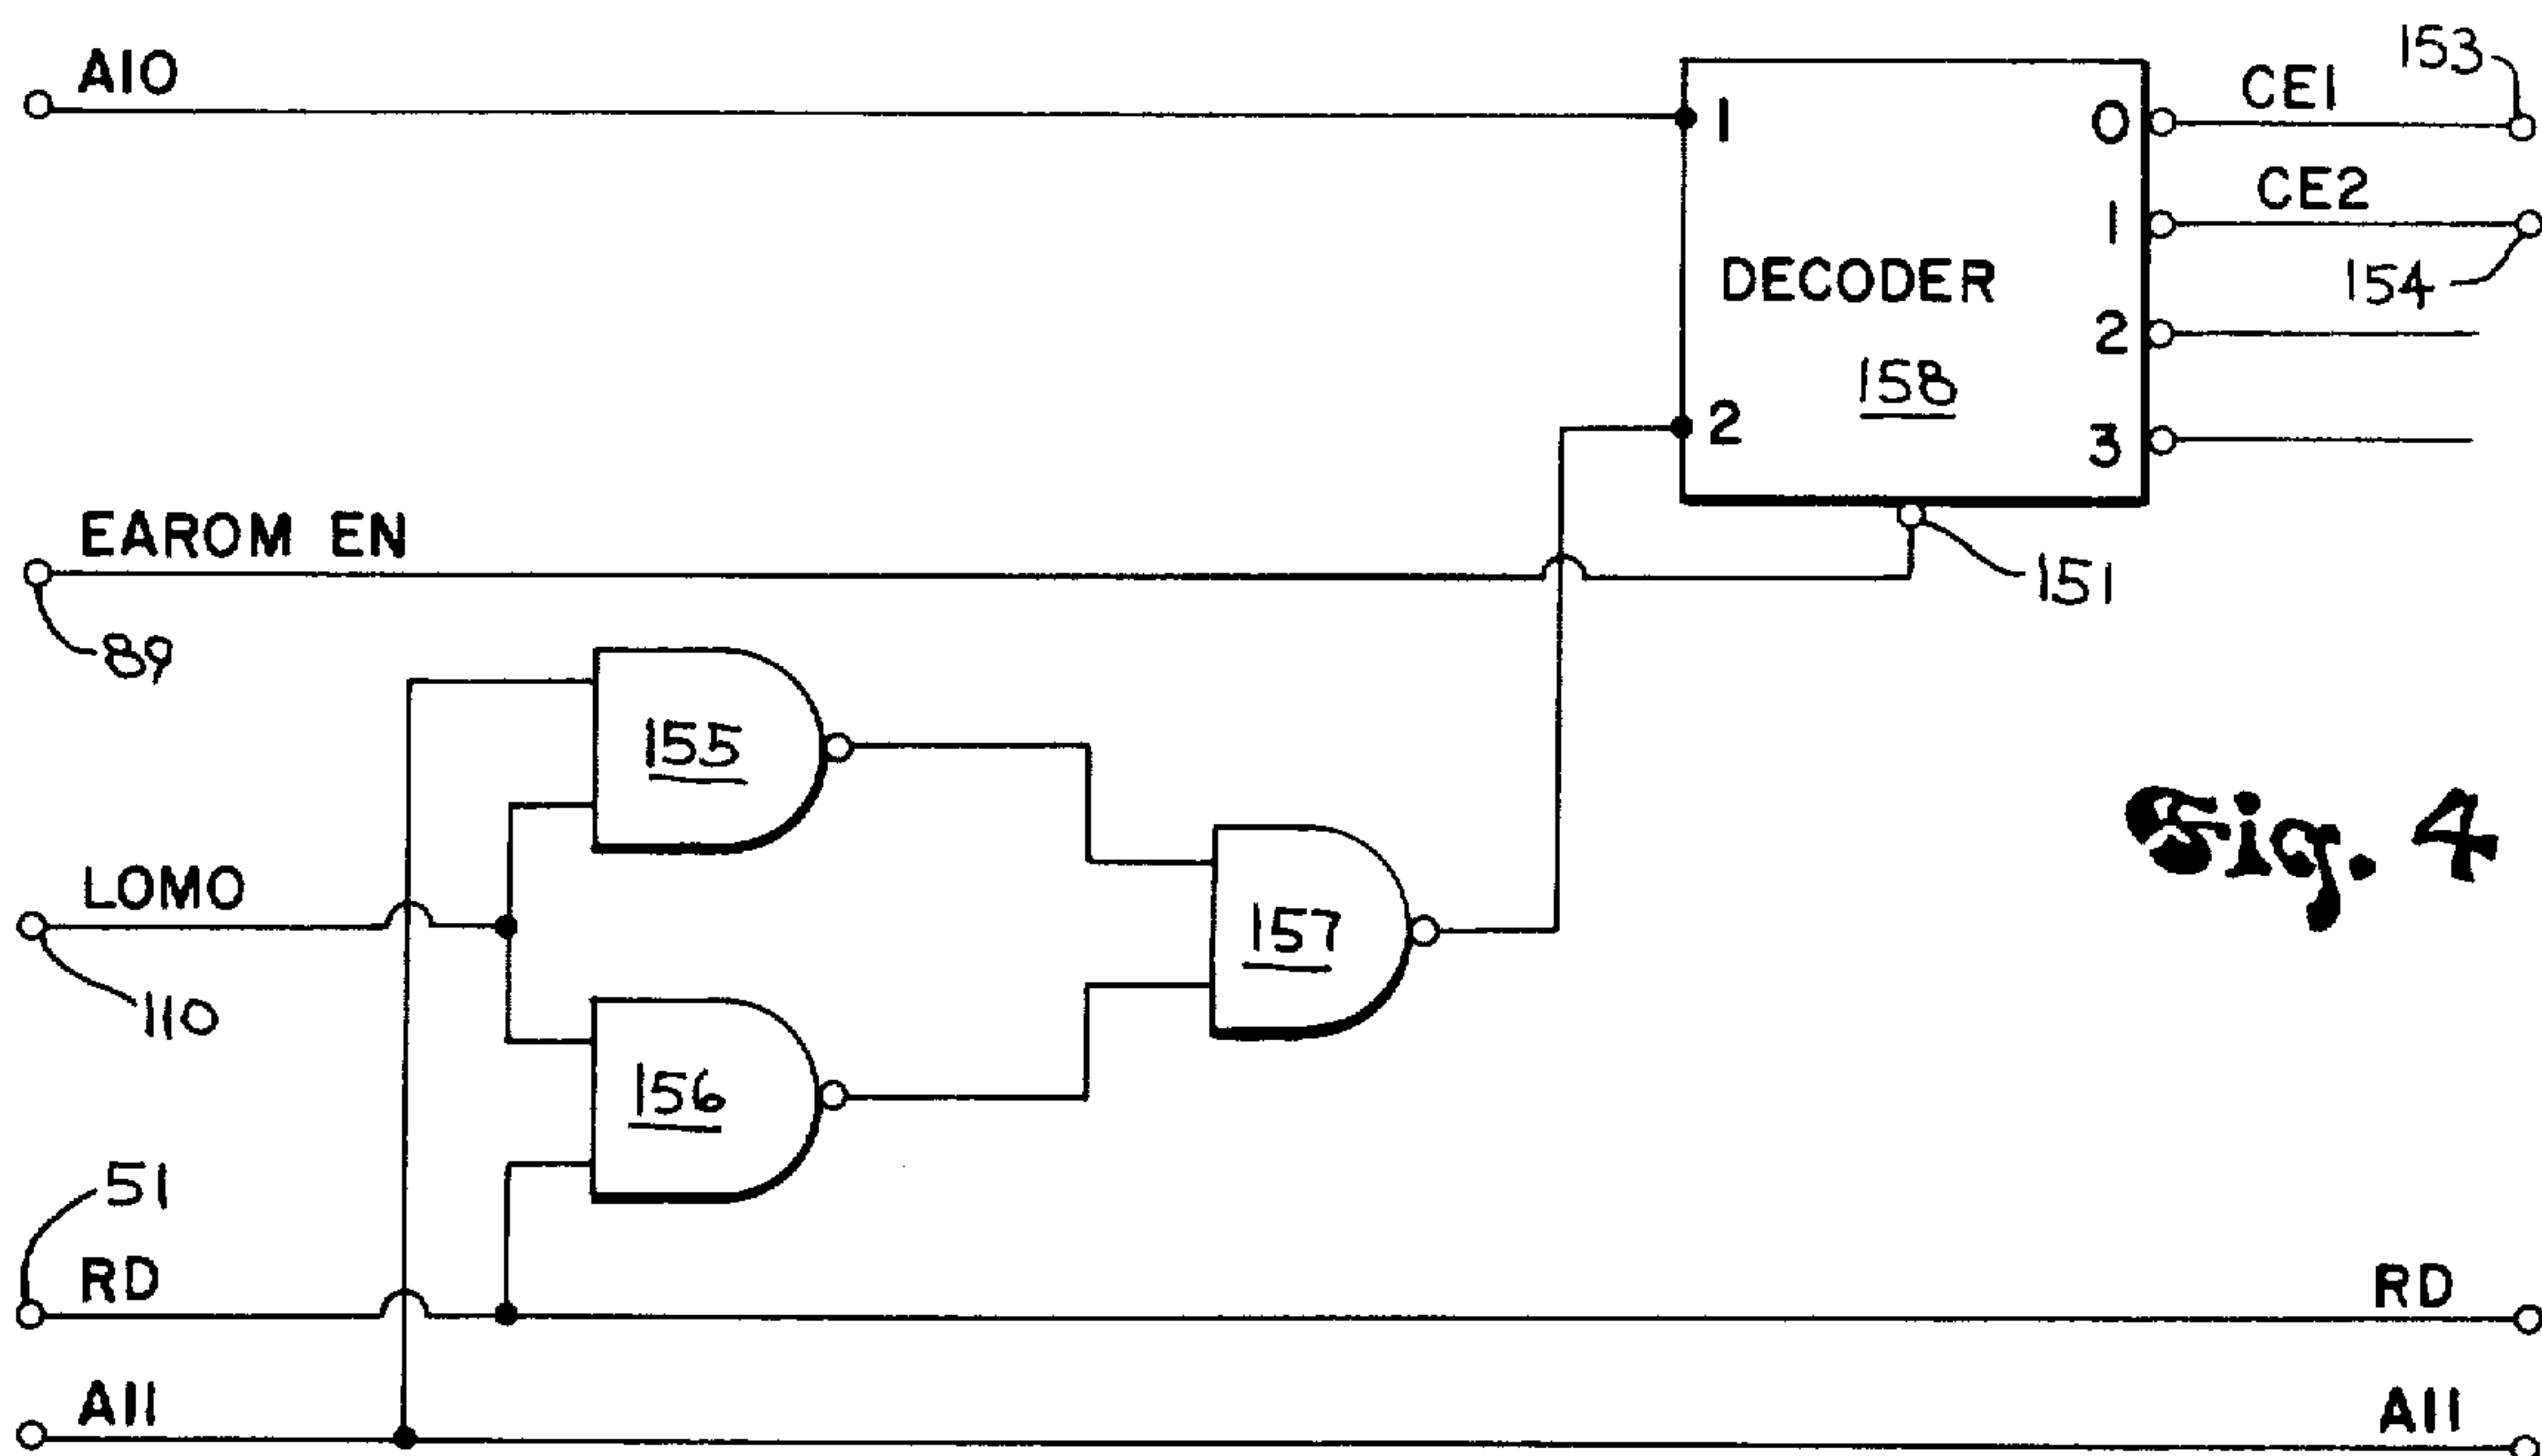 A10
153
CE1
1
0
CE2
1
154
DECODER
2
158
2
3
EAROM EN
151
89
155
Fig. 4
LOMO
157
110
156
51
RD
RD
A11
A11